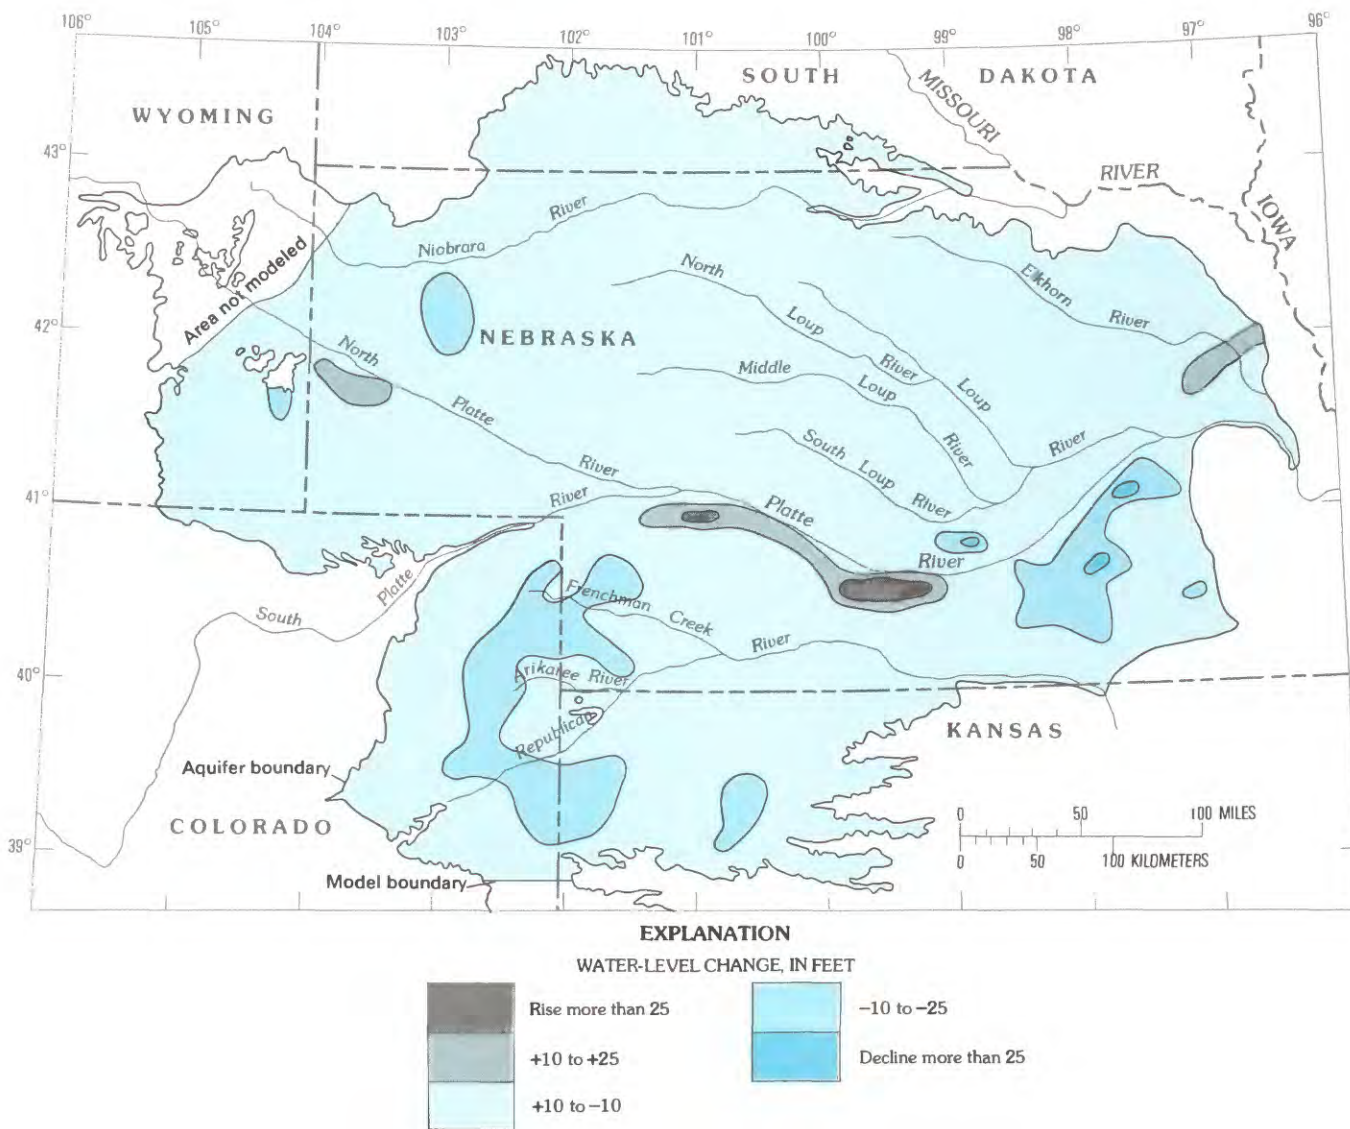 106°
105°
104°
103°
102°
101°
100°
99°
98°
97°
96°
SOUTH DAKOTA
MISSOURI
WYOMING
43°
RIVER
IOWA
River
Niobrara
Area not modeled
North
Elkhorn
42°
River
NEBRASKA
Loup
North
River
Middle
Loup
Loup
Platte
River
South
Loup
River
River
River
41°
River
Platte
River
Platte
South
Frenchman
Creek
River
40°
Arikaree River
Republican
KANSAS
Aquifer boundary
COLORADO
0 50 100 MILES
0 50 100 KILOMETERS
39°
Model boundary
EXPLANATION
WATER-LEVEL CHANGE, IN FEET
Rise more than 25
−10 to −25
+10 to +25
Decline more than 25
+10 to −10